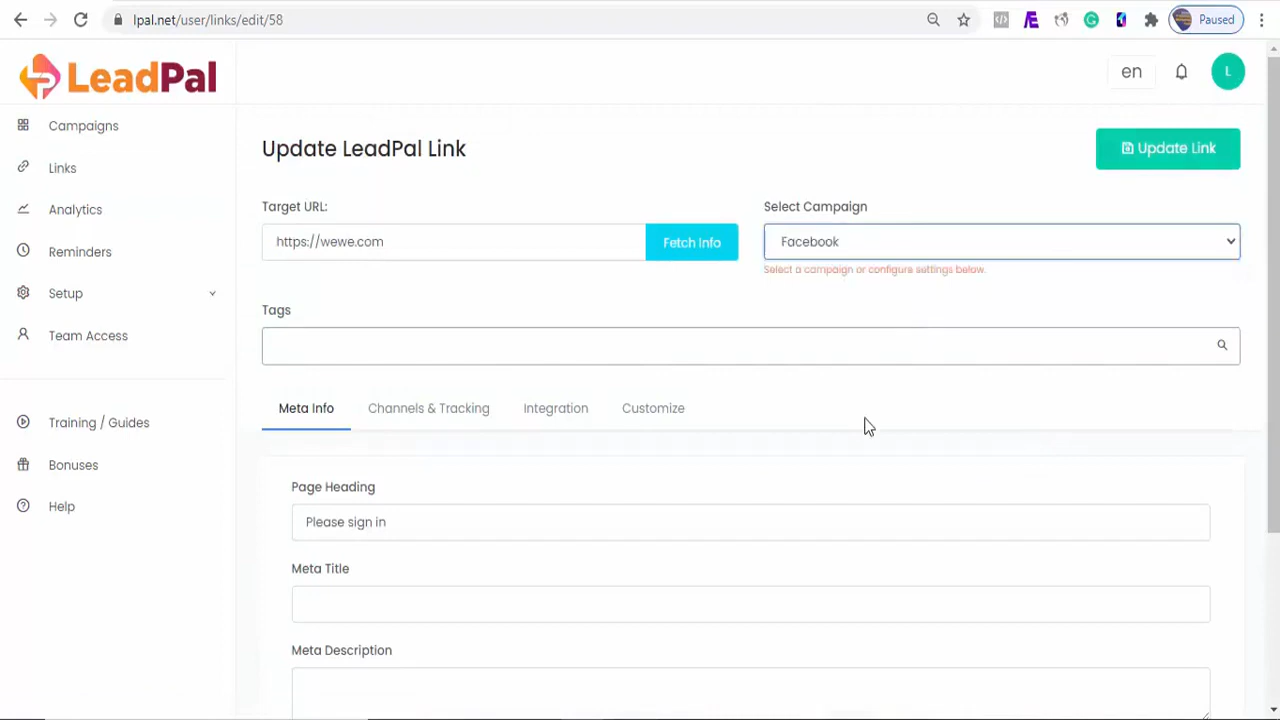 lpal.net/user/links/edit/58
Paused
LeadPal
en
L
Campaigns
Links
Analytics
Reminders
Setup
Team Access
Training / Guides
Bonuses
Help
Update LeadPal Link
Update Link
Target URL:
https://wewe.com
Fetch Info
Select Campaign
Facebook
Select a campaign or configure settings below.
Tags
Meta Info
Channels & Tracking
Integration
Customize
Page Heading
Please sign in
Meta Title
Meta Description